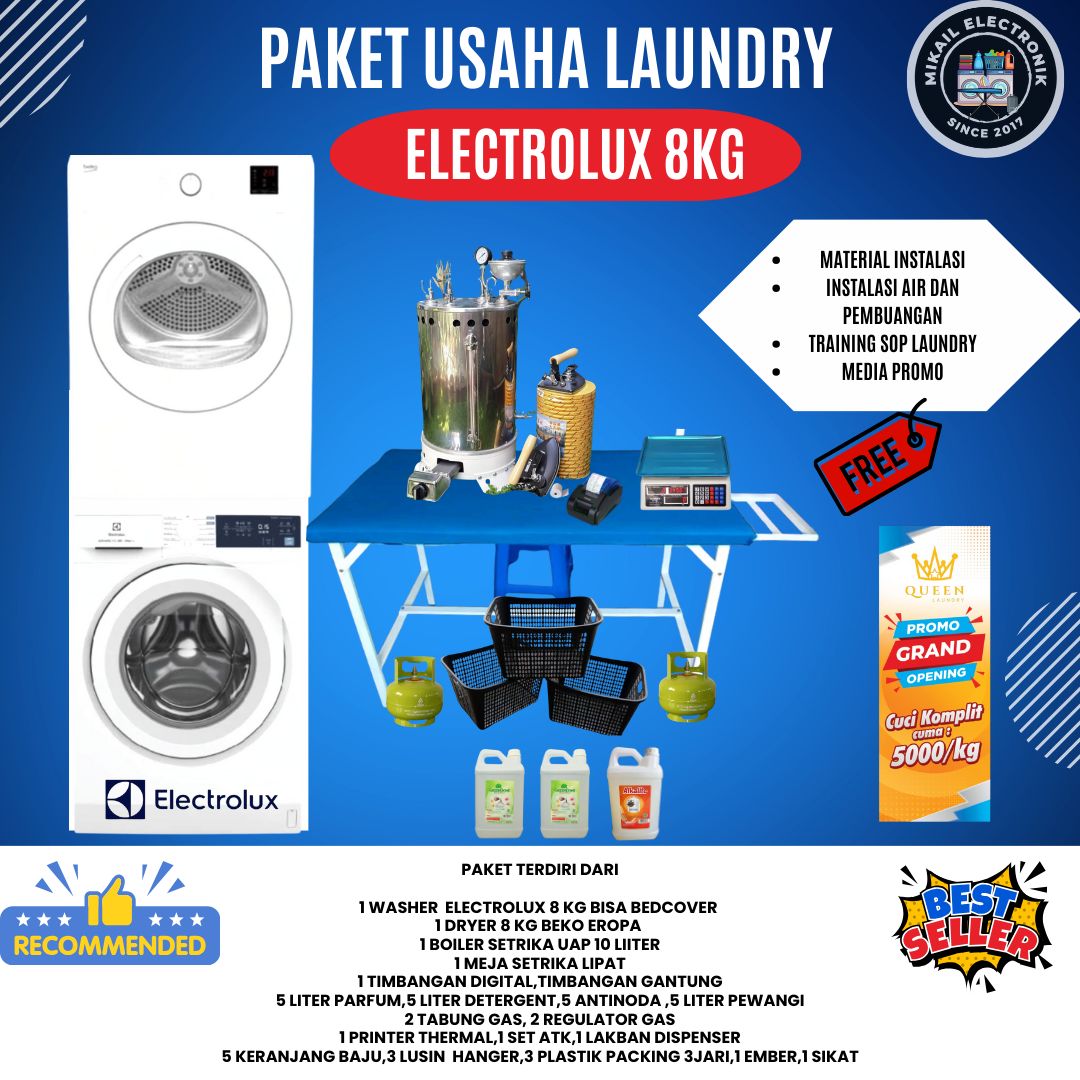 PAKET USAHA LAUNDRY
ELECTROLUX 8KG
MIKAIL ELECTRONIK
SINCE 2017
beko
MATERIAL INSTALASI
INSTALASI AIR DAN
PEMBUANGAN
TRAINING SOP LAUNDRY
MEDIA PROMO
FREE
Electrolux
QUEEN
LAUNDRY
PROMO
GRAND
OPENING
Cuci Komplit
cuma :
5000/kg
Alkalite
Electrolux
RECOMMENDED
BEST
SELLER
PAKET TERDIRI DARI
1 WASHER ELECTROLUX 8 KG BISA BEDCOVER
1 DRYER 8 KG BEKO EROPA
1 BOILER SETRIKA UAP 10 LIITER
1 MEJA SETRIKA LIPAT
1 TIMBANGAN DIGITAL,TIMBANGAN GANTUNG
5 LITER PARFUM,5 LITER DETERGENT,5 ANTINODA ,5 LITER PEWANGI
2 TABUNG GAS, 2 REGULATOR GAS
1 PRINTER THERMAL,1 SET ATK,1 LAKBAN DISPENSER
5 KERANJANG BAJU,3 LUSIN HANGER,3 PLASTIK PACKING 3JARI,1 EMBER,1 SIKAT